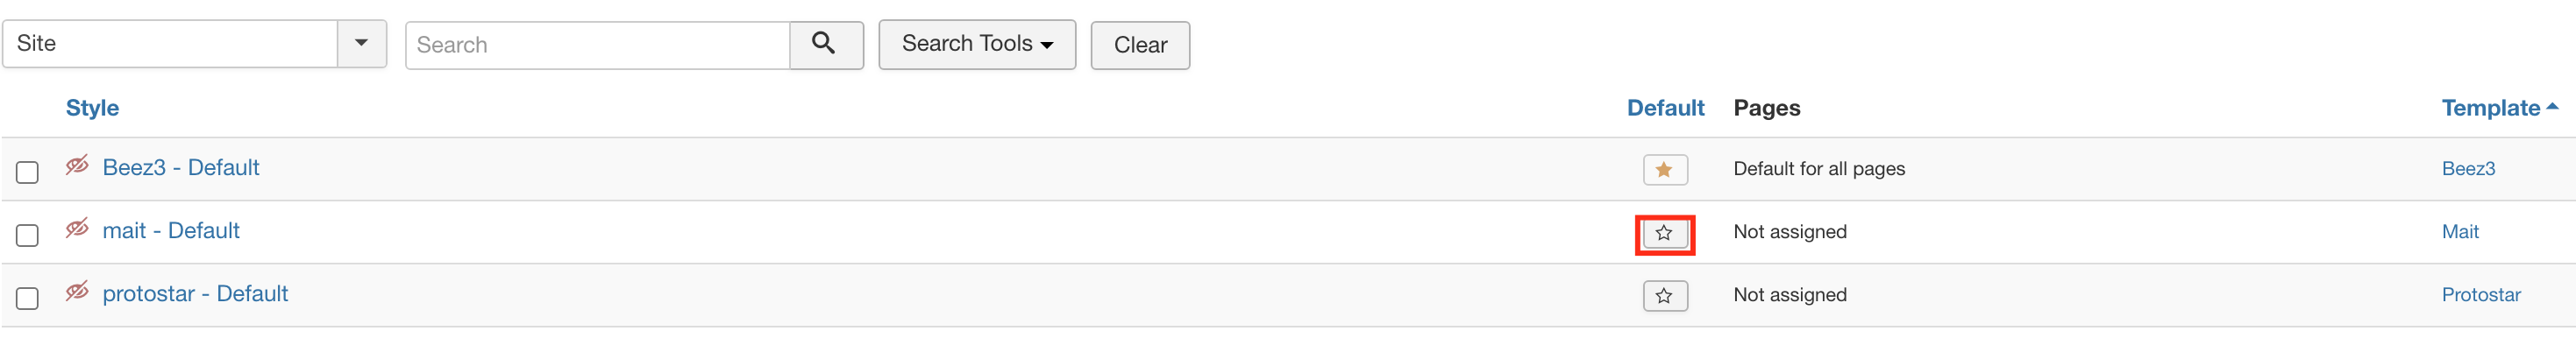 Site Search Search Tools Clear
Style Default Pages Template
Beez3 - Default Default for all pages Beez3
mait - Default Not assigned Mait
protostar - Default Not assigned Protostar